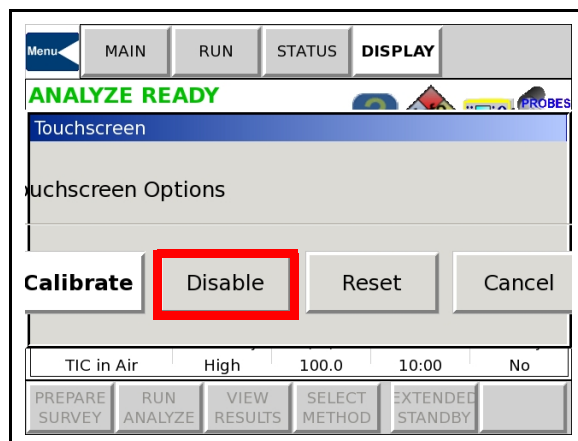 Menu MAIN RUN STATUS DISPLAY
ANALYZE READY
PROBES
Touchscreen
ouchscreen Options
Calibrate Disable Reset Cancel
TIC in Air High 100.0 10:00 No
PREPARE SURVEY
RUN ANALYZE
VIEW RESULTS
SELECT METHOD
EXTENDED STANDBY